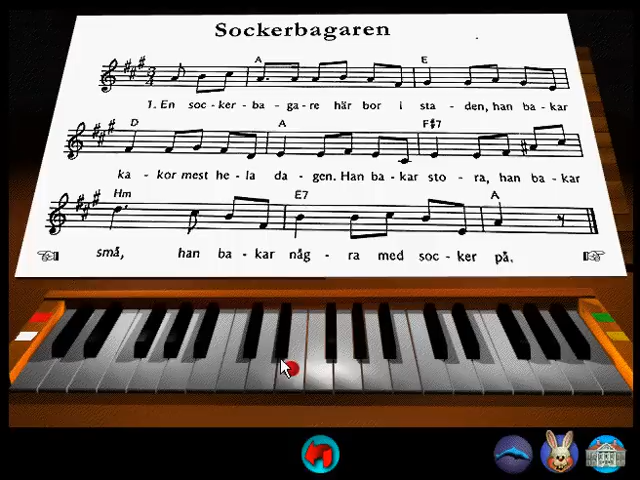 Sockerbagaren
A E
1. En soc - ker - ba - ga - re här bor i sta - den, han ba - kar
D A F#7
ka - kor mest he - la da - gen. Han ba - kar sto - ra, han ba - kar
Hm E7 A
små, han ba - kar någ - ra med soc - ker på.